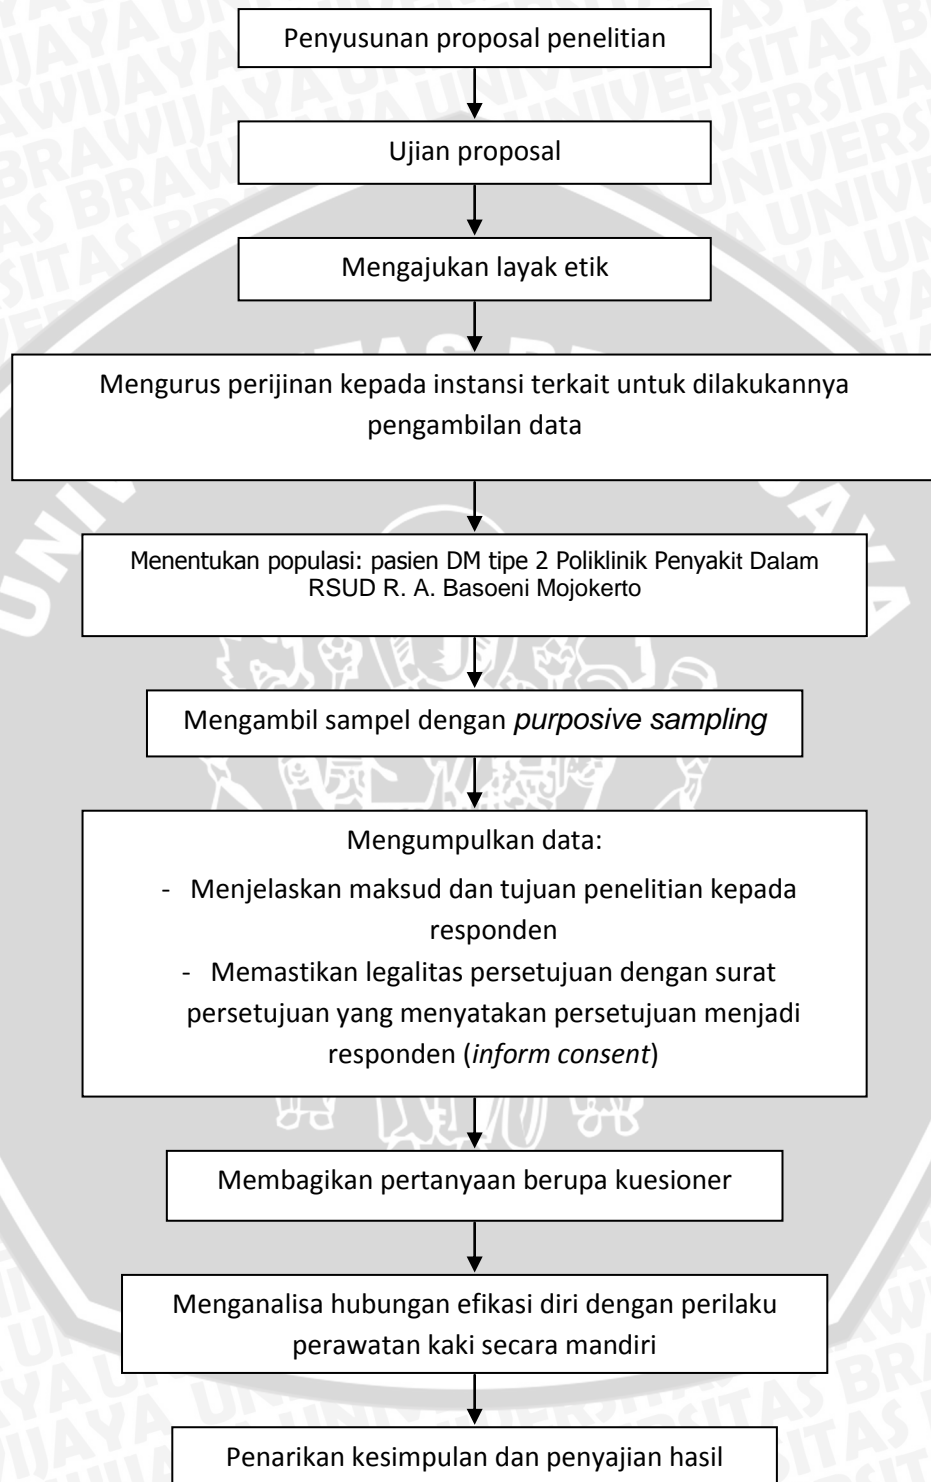 Penyusunan proposal penelitian
Ujian proposal
Mengajukan layak etik
Mengurus perijinan kepada instansi terkait untuk dilakukannya
pengambilan data
Menentukan populasi: pasien DM tipe 2 Poliklinik Penyakit Dalam
RSUD R. A. Basoeni Mojokerto
Mengambil sampel dengan purposive sampling
Mengumpulkan data:
- Menjelaskan maksud dan tujuan penelitian kepada
responden
- Memastikan legalitas persetujuan dengan surat
persetujuan yang menyatakan persetujuan menjadi
responden (inform consent)
Membagikan pertanyaan berupa kuesioner
Menganalisa hubungan efikasi diri dengan perilaku
perawatan kaki secara mandiri
Penarikan kesimpulan dan penyajian hasil